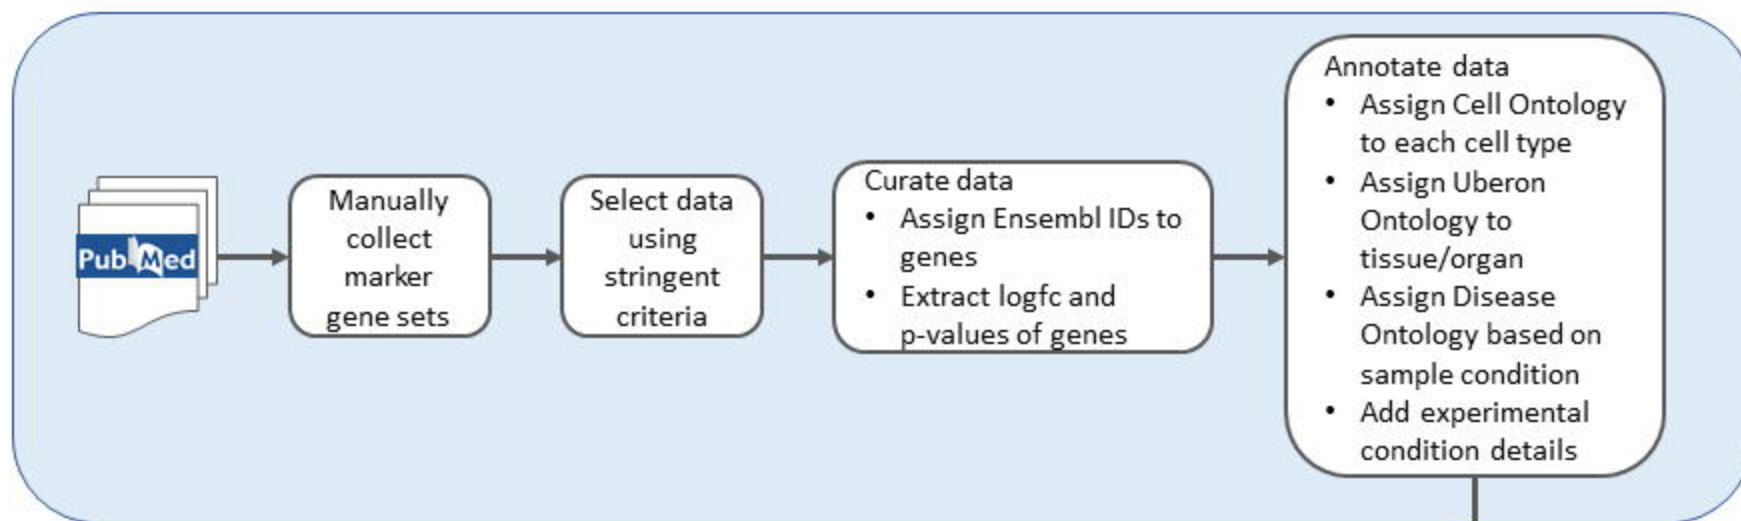 PubMed
Manually
collect
marker
gene sets
Select data
using
stringent
criteria
Curate data
• Assign Ensembl IDs to
genes
• Extract logfc and
p-values of genes
Annotate data
• Assign Cell Ontology
to each cell type
• Assign Uberon
Ontology to
tissue/organ
• Assign Disease
Ontology based on
sample condition
• Add experimental
condition details